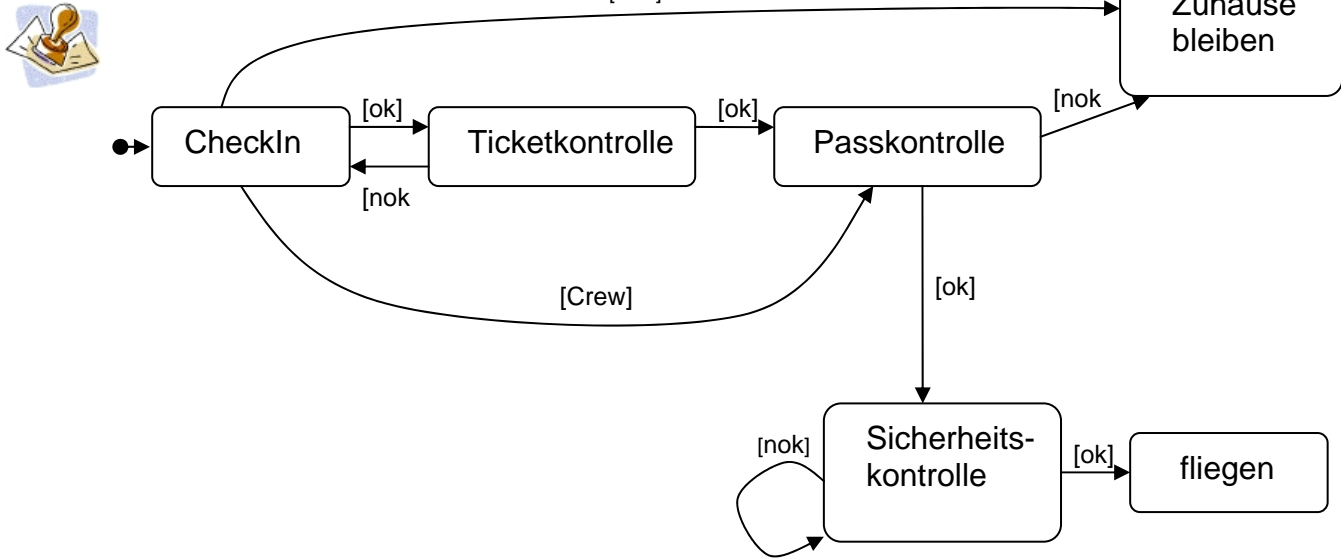 Zuhause
bleiben
[nok
[ok]
[ok]
CheckIn
Ticketkontrolle
Passkontrolle
[nok
[Crew]
[ok]
[nok]
Sicherheits-
kontrolle
[ok]
fliegen